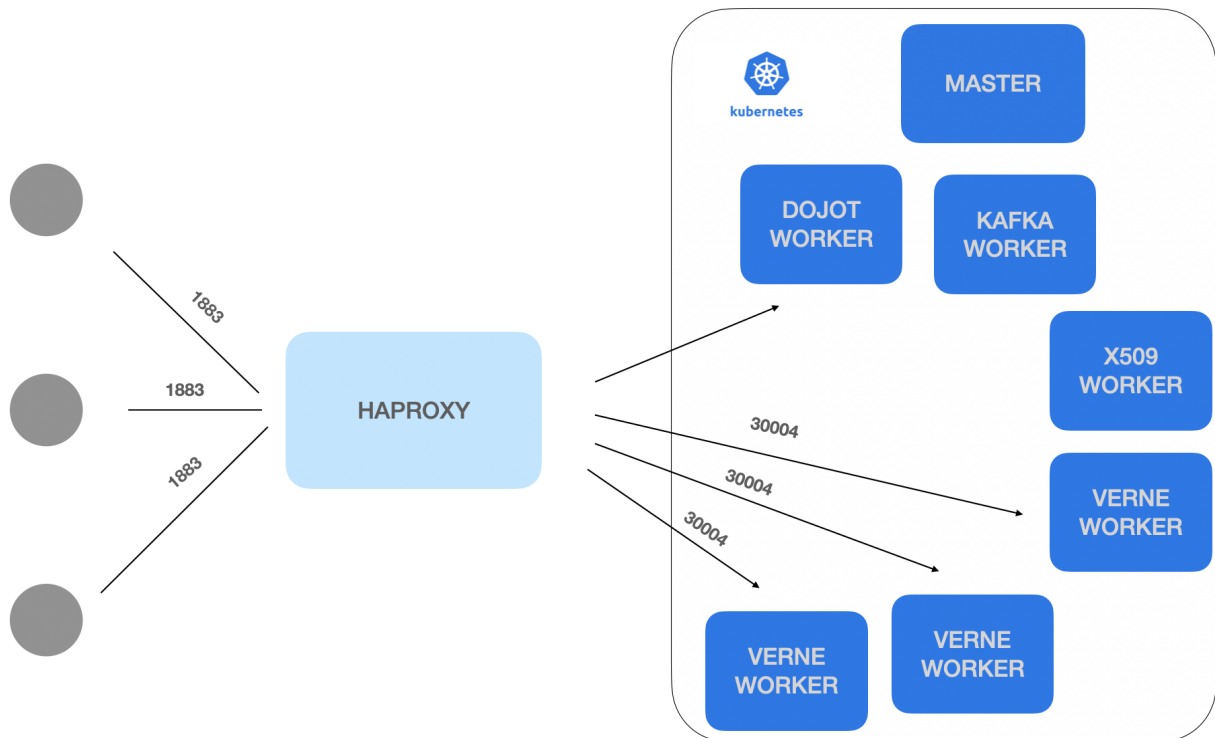 MASTER
kubernetes
DOJOT
WORKER
KAFKA
WORKER
1883
X509
WORKER
1883
HAPROXY
30004
1883
30004
VERNE
WORKER
30004
VERNE
WORKER
VERNE
WORKER